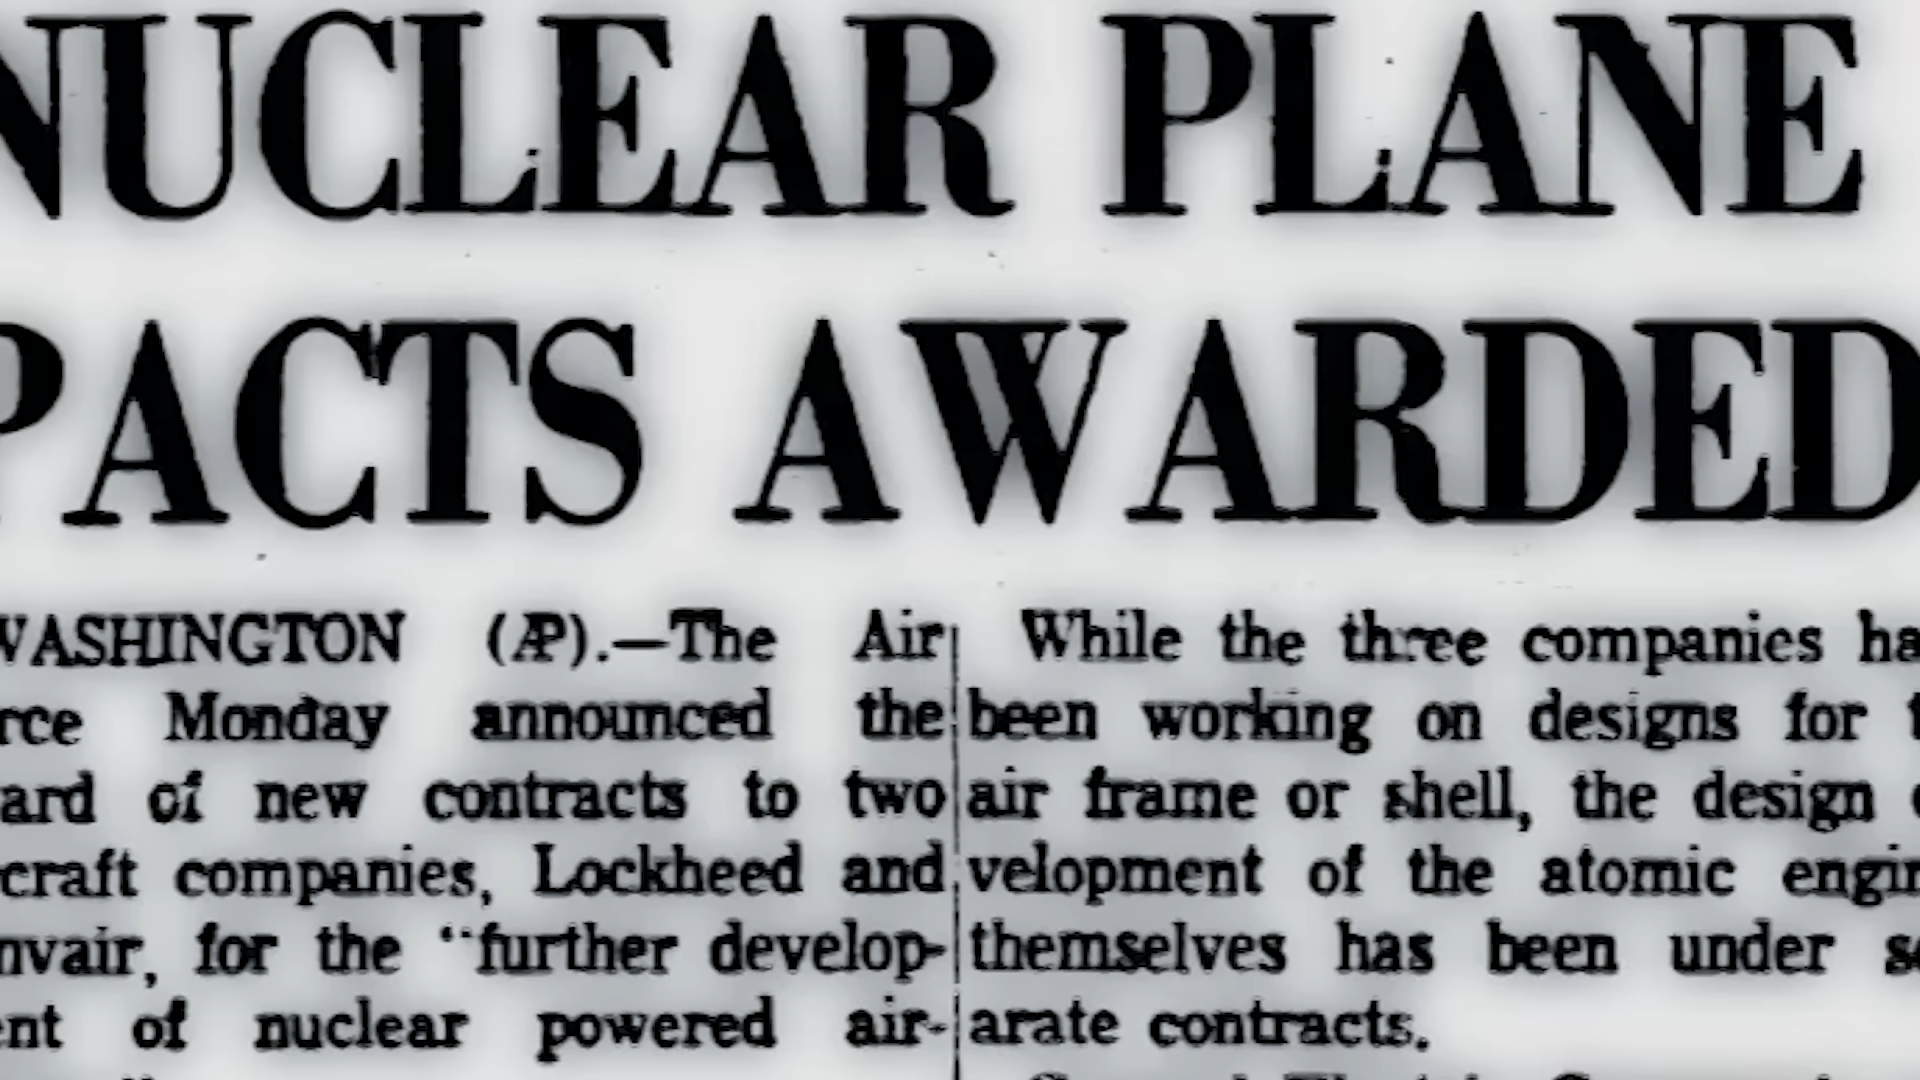 NUCLEAR PLANE
PACTS AWARDED
WASHINGTON (AP).—The Air
rce Monday announced the
ard of new contracts to two
craft companies, Lockheed and
nvair, for the “further develop-
ent of nuclear powered air-
While the three companies ha
been working on designs for t
air frame or shell, the design
velopment of the atomic engin
themselves has been under se
arate contracts.